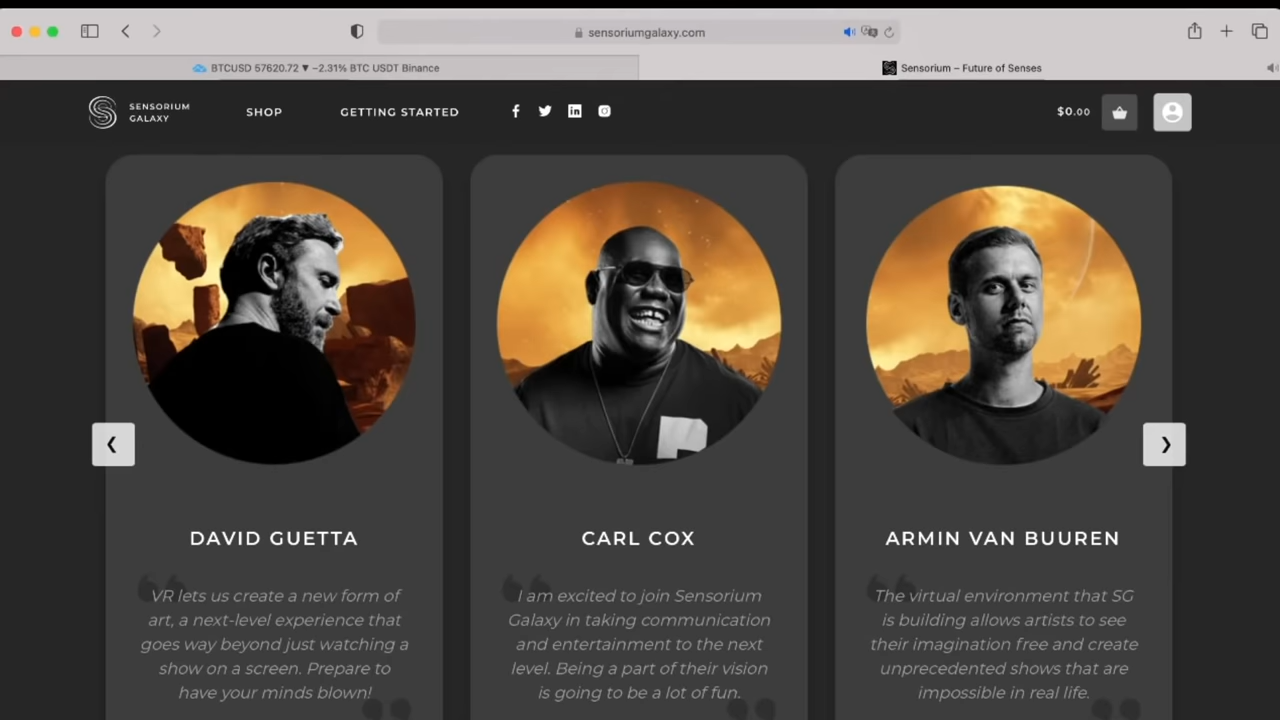 sensoriumgalaxy.com
BTCUSD 57620.72 ▼ −2.31% BTC USDT Binance
Sensorium – Future of Senses
SENSORIUM
GALAXY
SHOP
GETTING STARTED
$0.00
DAVID GUETTA
VR lets us create a new form of
art, a next-level experience that
goes way beyond just watching a
show on a screen. Prepare to
have your minds blown!
CARL COX
I am excited to join Sensorium
Galaxy in taking communication
and entertainment to the next
level. Being a part of their vision
is going to be a lot of fun.
ARMIN VAN BUUREN
The virtual environment that SG
is building allows artists to see
their imagination free and create
unprecedented shows that are
impossible in real life.